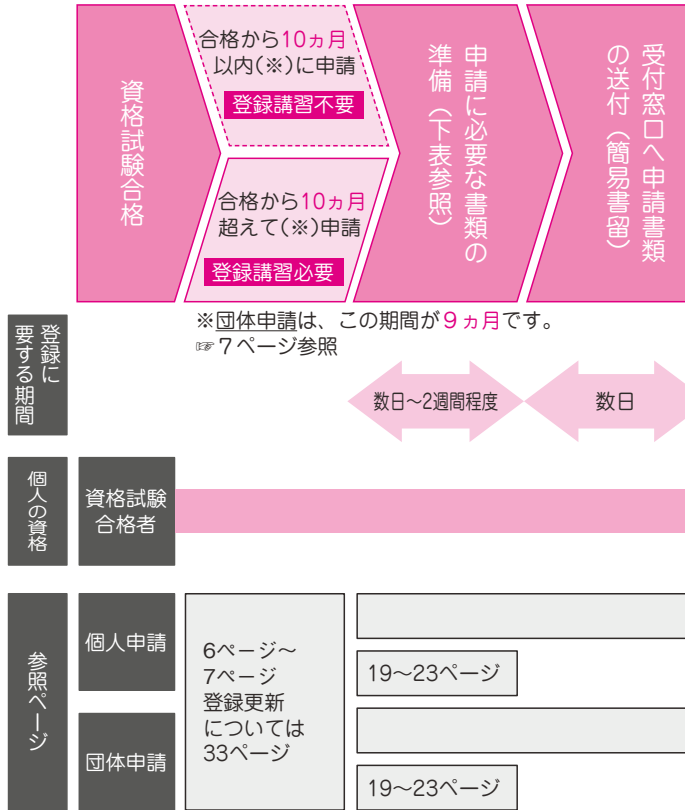 資格試験合格
合格から10ヵ月
以内(※)に申請
登録講習不要
合格から10ヵ月
超えて(※)申請
登録講習必要
申請に必要な書類の
準備（下表参照）
受付窓口へ申請書類
の送付（簡易書留）
※団体申請は、この期間が9ヵ月です。
☞7ページ参照
登録に
要する期間
数日〜2週間程度
数日
個人の資格
資格試験
合格者
参照ページ
個人申請
6ページ〜
7ページ
登録更新
については
33ページ
19〜23ページ
団体申請
19〜23ページ